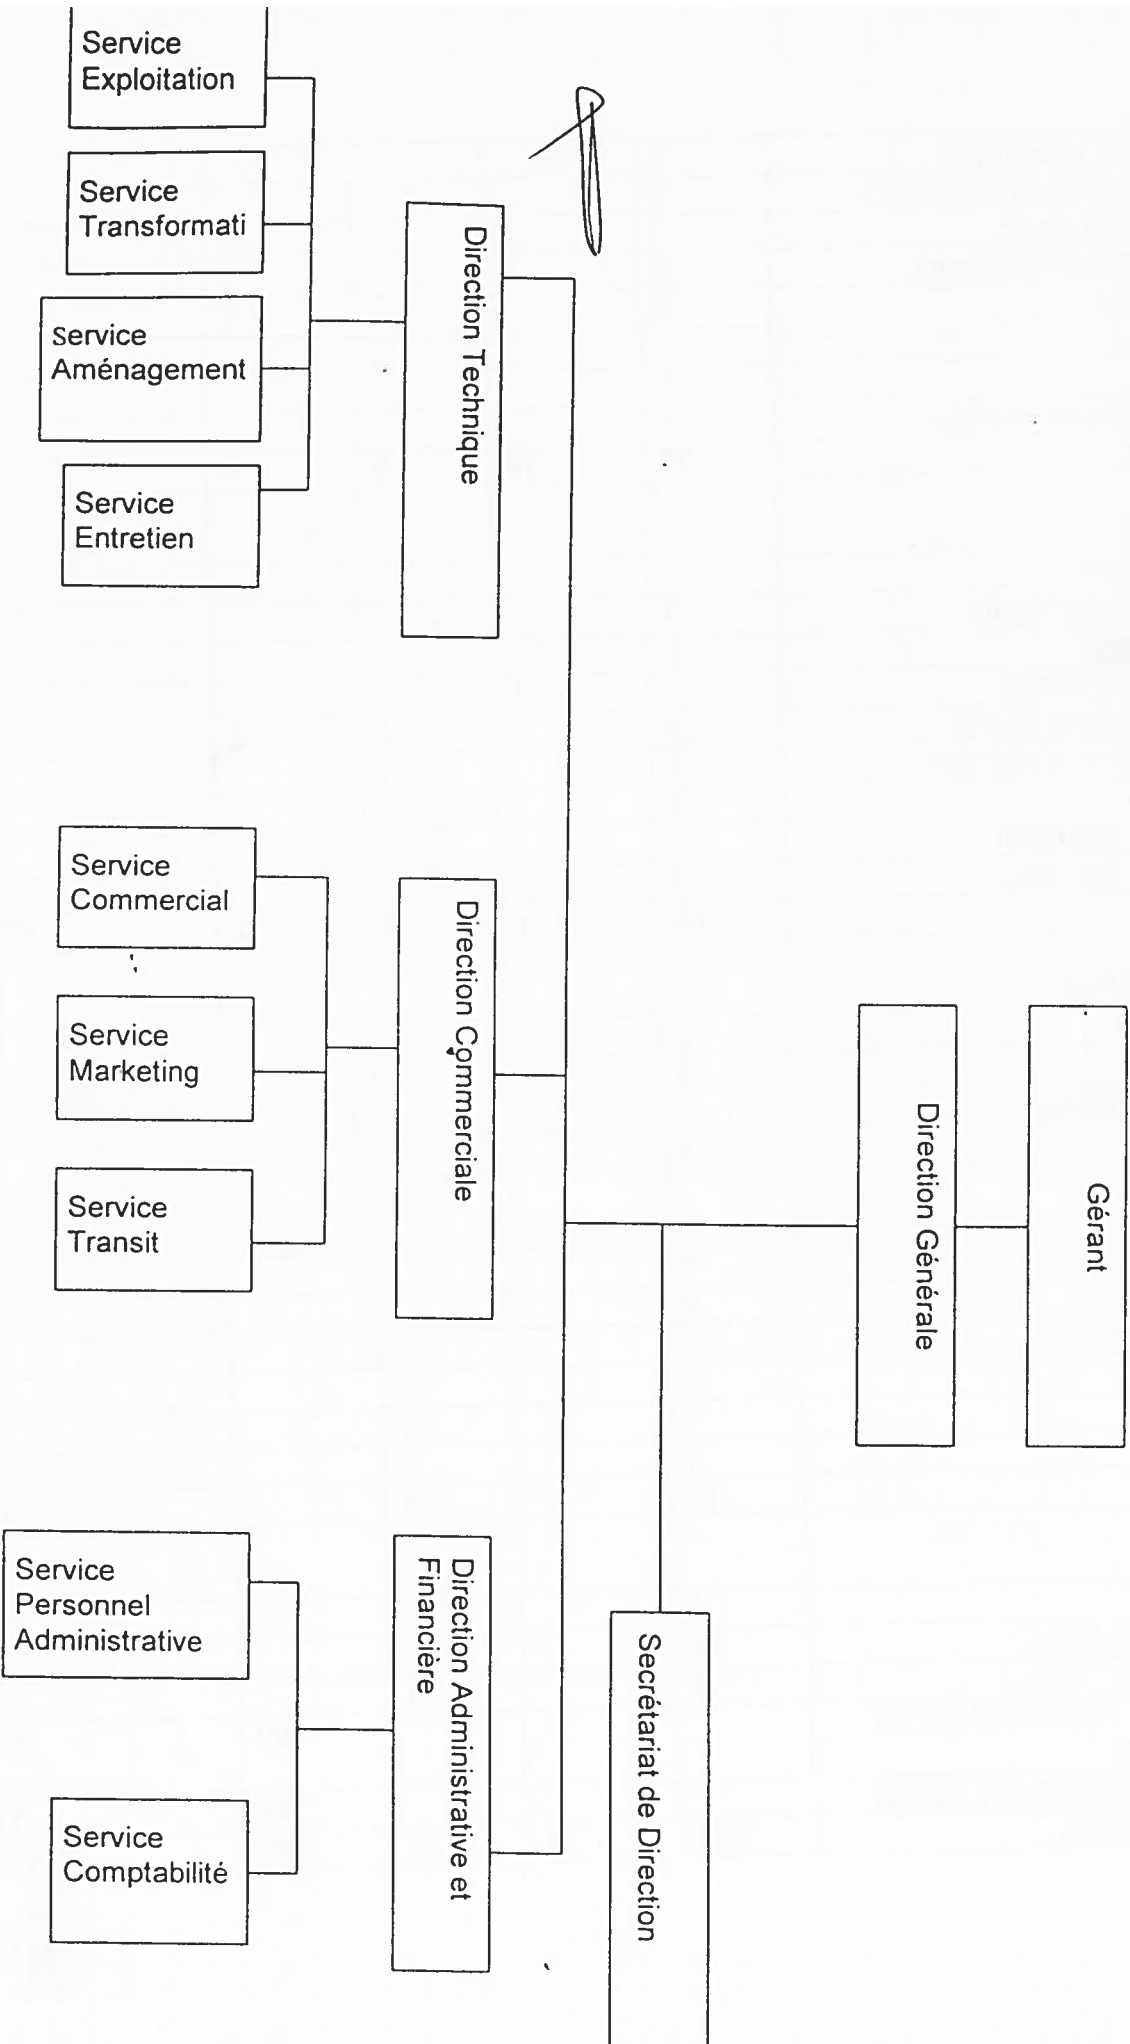 Gérant
Direction Générale
Secrétariat de Direction
Direction Technique
Direction Commerciale
Direction Administrative et
Financière
Service
Exploitation
Service
Transformati
Service
Aménagement
Service
Entretien
Service
Commercial
Service
Marketing
Service
Transit
Service
Personnel
Administrative
Service
Comptabilité